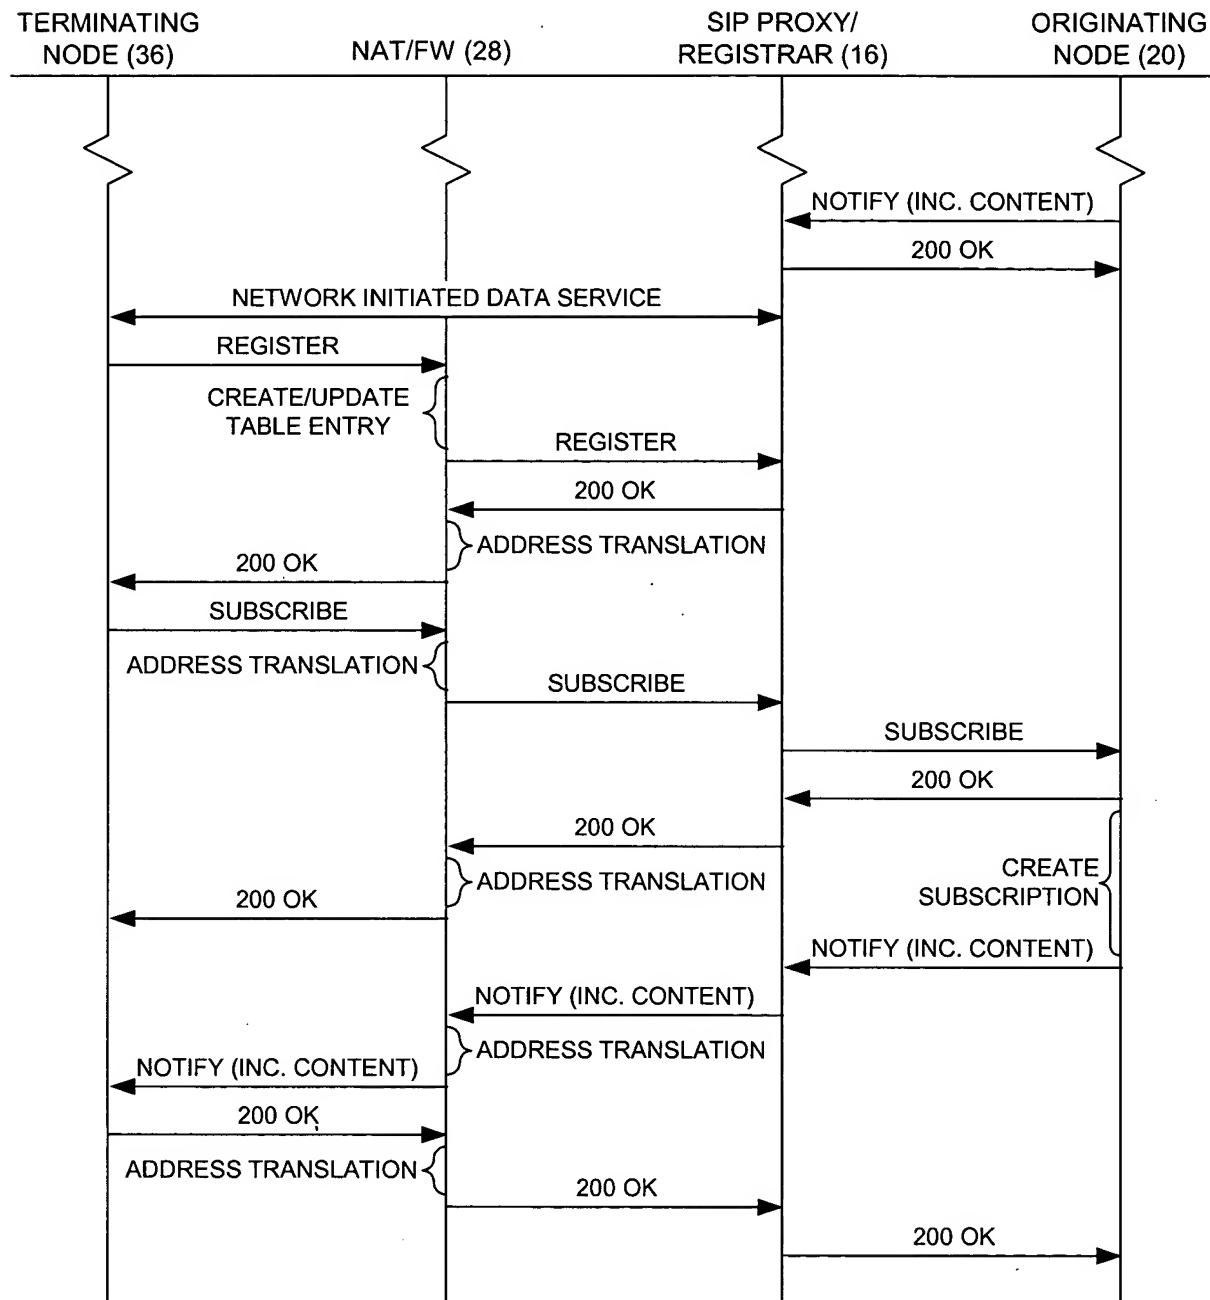 TERMINATING
NODE (36)
NAT/FW (28)
SIP PROXY/
REGISTRAR (16)
ORIGINATING
NODE (20)
NOTIFY (INC. CONTENT)
200 OK
NETWORK INITIATED DATA SERVICE
REGISTER
CREATE/UPDATE
TABLE ENTRY
REGISTER
200 OK
ADDRESS TRANSLATION
200 OK
SUBSCRIBE
ADDRESS TRANSLATION
SUBSCRIBE
SUBSCRIBE
200 OK
200 OK
CREATE
SUBSCRIPTION
ADDRESS TRANSLATION
200 OK
NOTIFY (INC. CONTENT)
NOTIFY (INC. CONTENT)
ADDRESS TRANSLATION
NOTIFY (INC. CONTENT)
200 OK
ADDRESS TRANSLATION
200 OK
200 OK